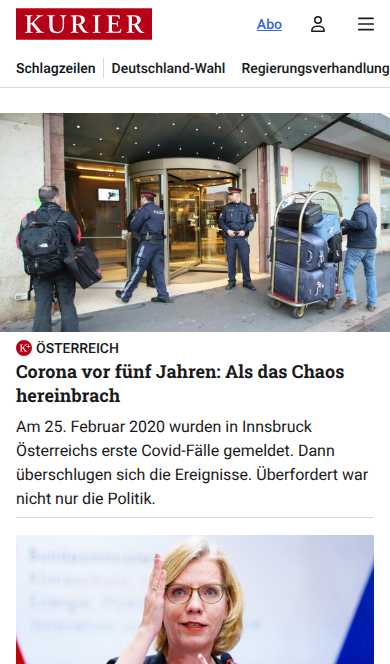 KURIER
Abo
Schlagzeilen
Deutschland-Wahl
Regierungsverhandlung
K+ ÖSTERREICH
Corona vor fünf Jahren: Als das Chaos
hereinbrach
Am 25. Februar 2020 wurden in Innsbruck
Österreichs erste Covid-Fälle gemeldet. Dann
überschlugen sich die Ereignisse. Überfordert war
nicht nur die Politik.